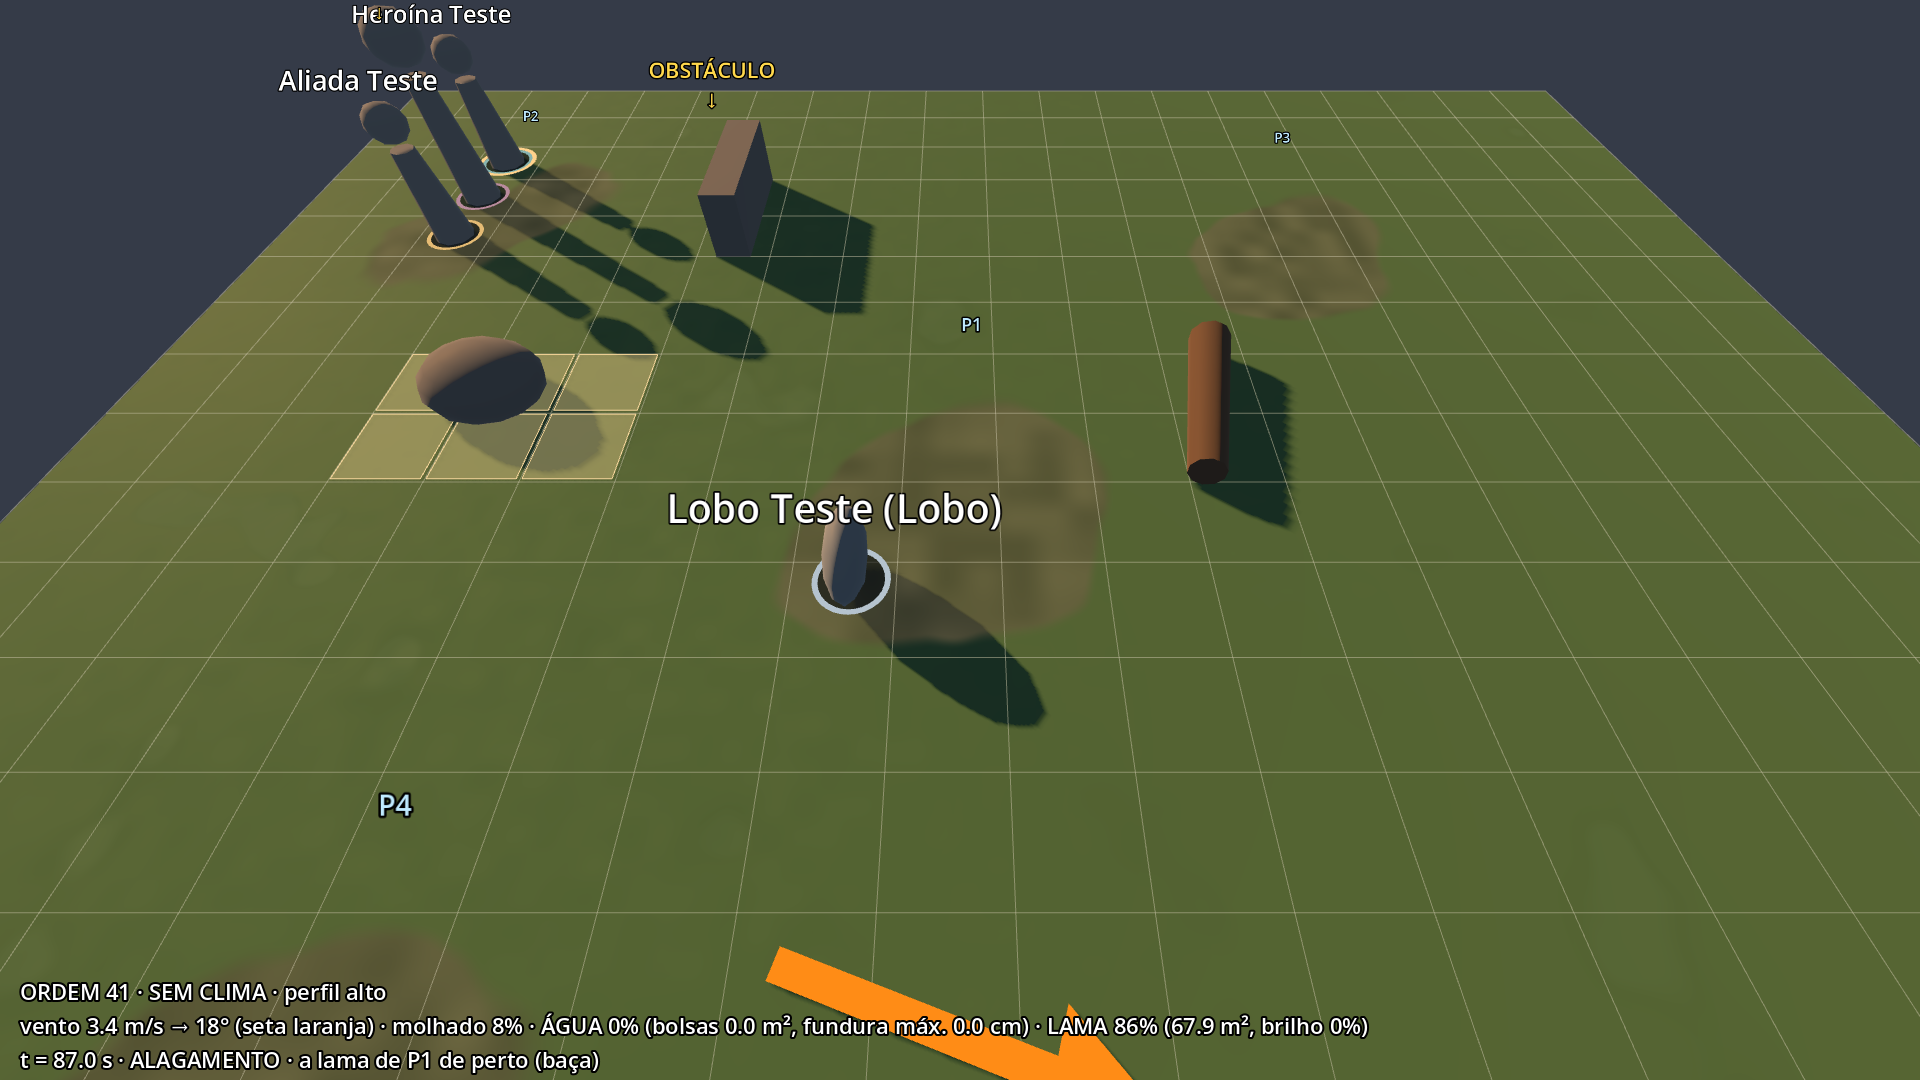 Heroína Teste
Aliada Teste
OBSTÁCULO
↓
P2
P3
P1
Lobo Teste (Lobo)
P4
ORDEM 41 · SEM CLIMA · perfil alto
vento 3.4 m/s → 18° (seta laranja) · molhado 8% · ÁGUA 0% (bolsas 0.0 m², fundura máx. 0.0 cm) · LAMA 86% (67.9 m², brilho 0%)
t = 87.0 s · ALAGAMENTO · a lama de P1 de perto (baça)